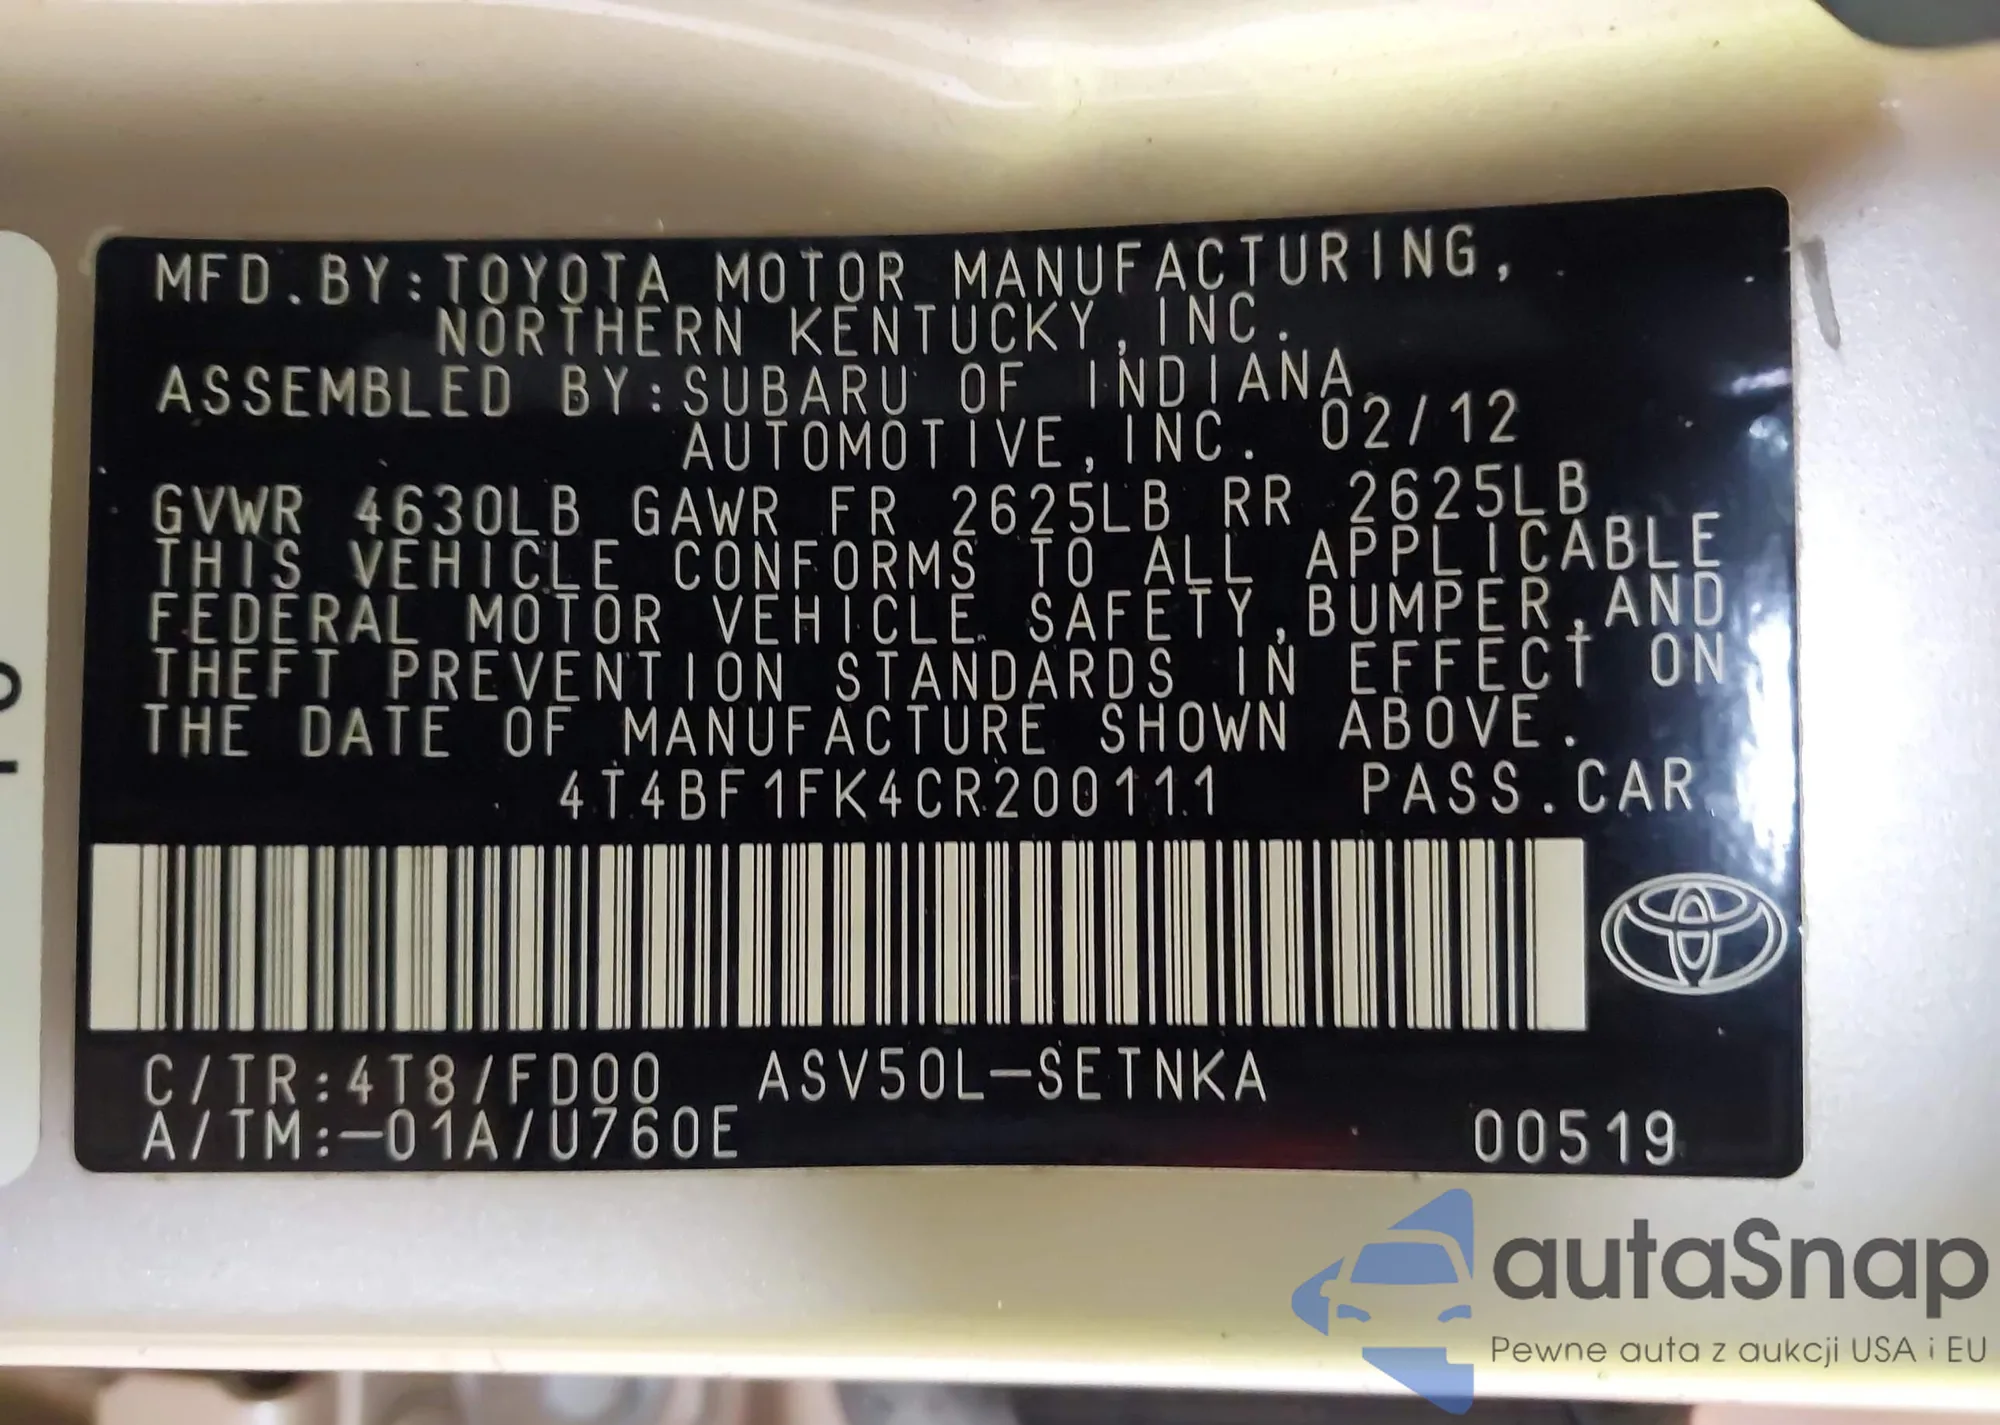 MFD.BY:TOYOTA MOTOR MANUFACTURING,
NORTHERN KENTUCKY,INC.
ASSEMBLED BY:SUBARU OF INDIANA
AUTOMOTIVE,INC. 02/12
GVWR 4630LB GAWR FR 2625LB RR 2625LB
THIS VEHICLE CONFORMS TO ALL APPLICABLE
FEDERAL MOTOR VEHICLE SAFETY,BUMPER,AND
THEFT PREVENTION STANDARDS IN EFFECT ON
THE DATE OF MANUFACTURE SHOWN ABOVE.
4T4BF1FK4CR200111 PASS.CAR
C/TR:4T8/FD00 ASV50L-SETNKA
A/TM:-01A/U760E 00519
autaSnap
Pewne auta z aukcji USA i EU